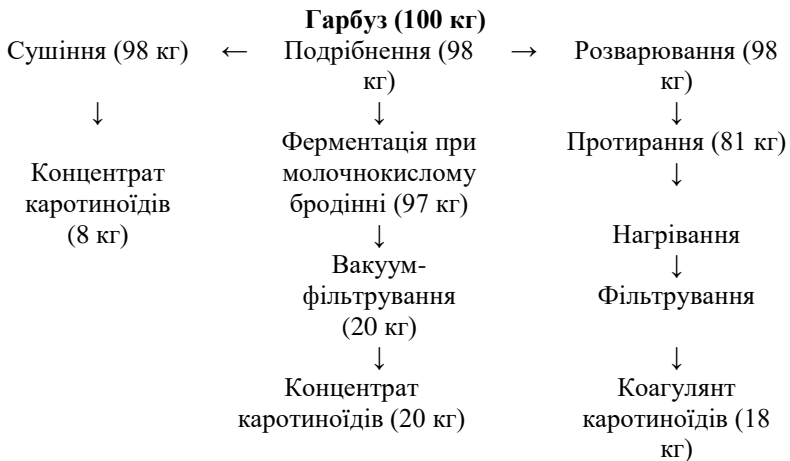 Гарбуз (100 кг)
Сушіння (98 кг) ← Подрібнення (98 кг) → Розварювання (98 кг)
↓ ↓ ↓
Концентрат
каротиноїдів
(8 кг)
Ферментація при
молочнокислому
бродінні (97 кг)
↓
Вакуум-
фільтрування
(20 кг)
↓
Концентрат
каротиноїдів (20 кг)
Протирання (81 кг)
↓
Нагрівання
↓
Фільтрування
↓
Коагулянт
каротиноїдів (18
кг)